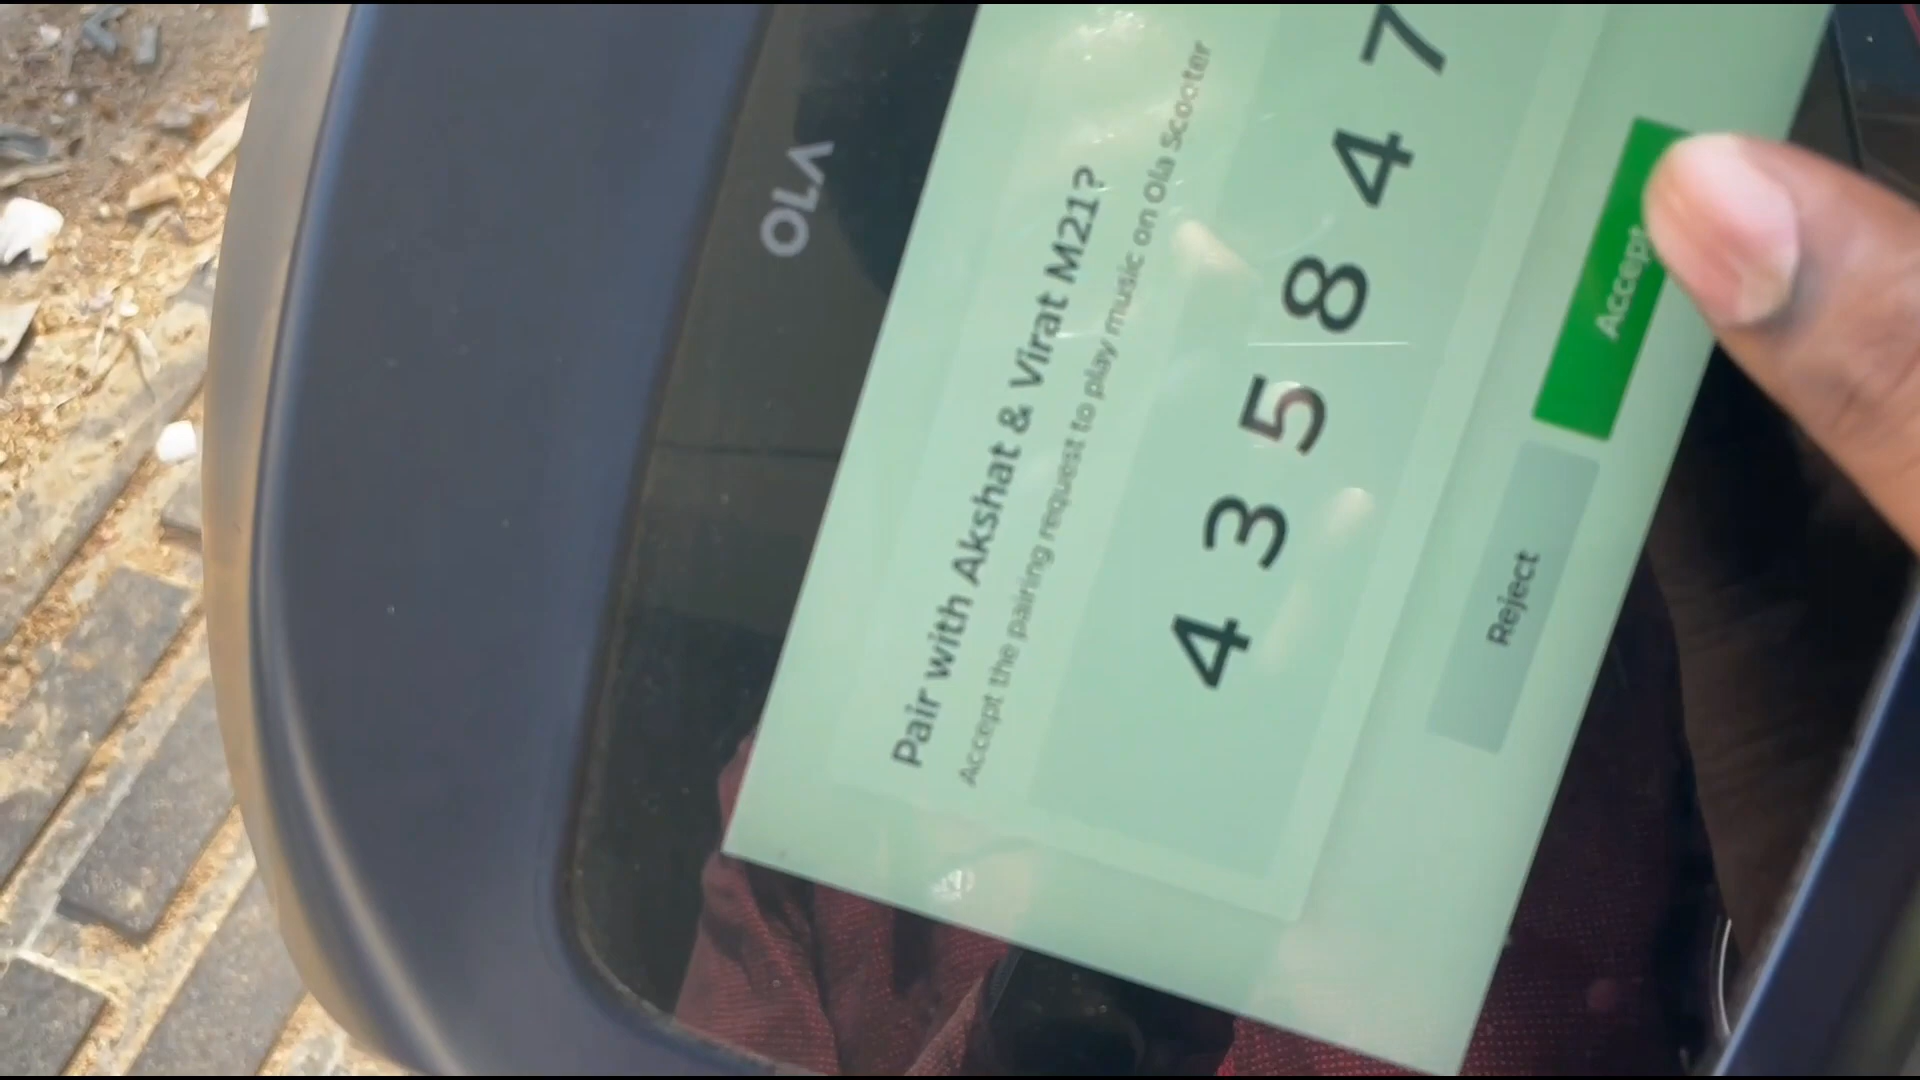 OLA
Pair with Akshat & Virat M21?
Accept the pairing request to play music on Ola Scooter
4 3 5 8 4 7
Reject Accept